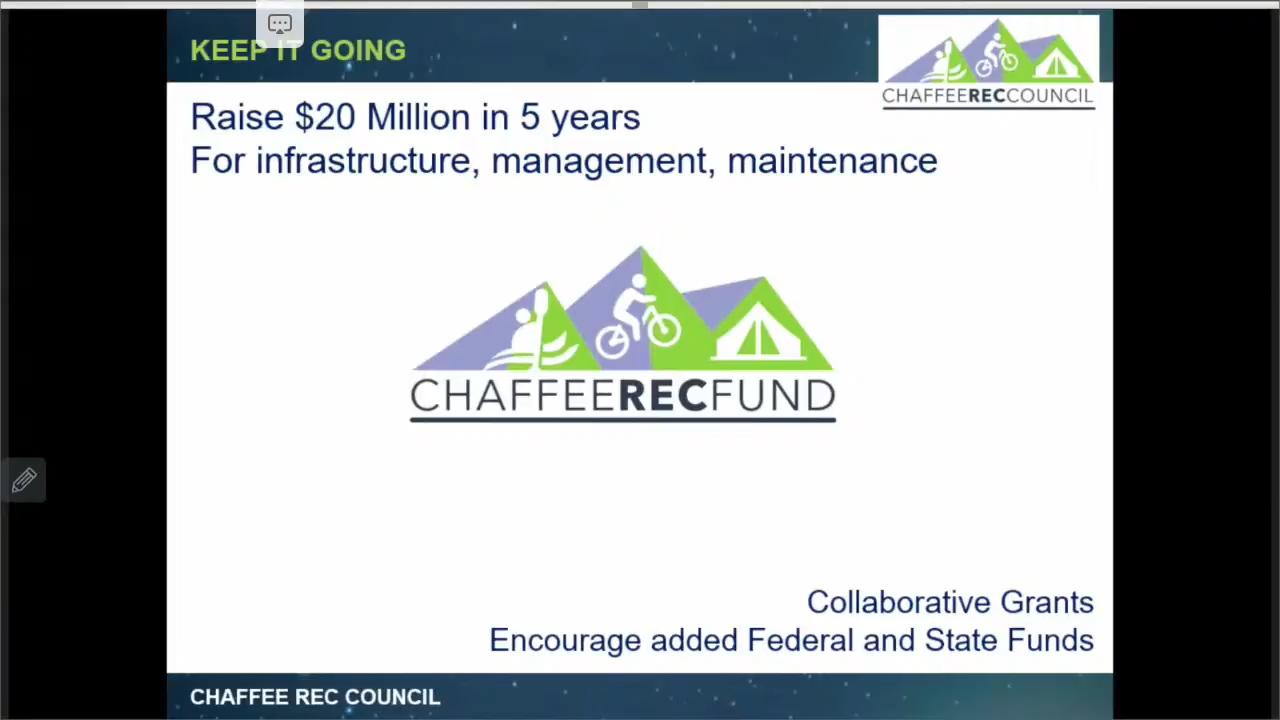 KEEP IT GOING
CHAFFEERECCOUNCIL
Raise $20 Million in 5 years
For infrastructure, management, maintenance
CHAFFEERECFUND
Collaborative Grants
Encourage added Federal and State Funds
CHAFFEE REC COUNCIL